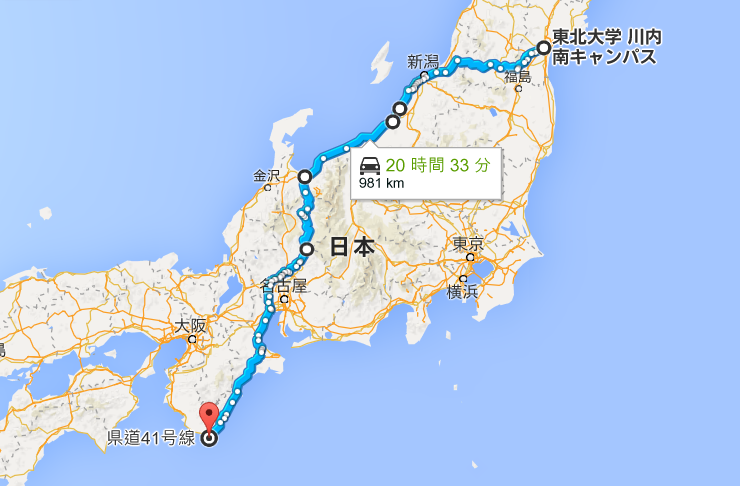 東北大学 川内
南キャンパス
新潟
福島
20 時間 33 分
981 km
金沢
日本
東京
名古屋
横浜
大阪
県道41号線
島